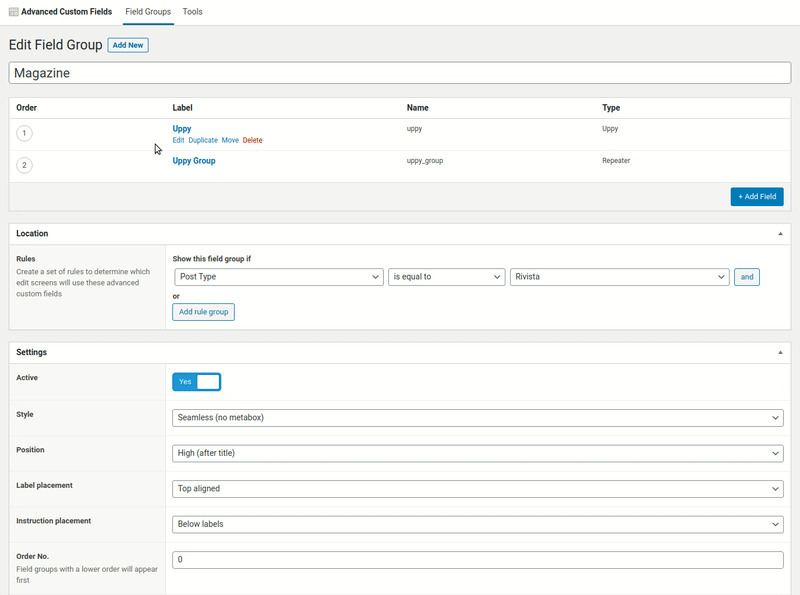 Advanced Custom Fields Field Groups Tools
Edit Field Group Add New
Magazine
Order Label Name Type
1 Uppy uppy Uppy
Edit Duplicate Move Delete
2 Uppy Group uppy_group Repeater
+ Add Field
Location
Rules
Create a set of rules to determine which
edit screens will use these advanced
custom fields
Show this field group if
Post Type is equal to Rivista and
or
Add rule group
Settings
Active Yes
Style Seamless (no metabox)
Position High (after title)
Label placement Top aligned
Instruction placement Below labels
Order No. 0
Field groups with a lower order will appear
first